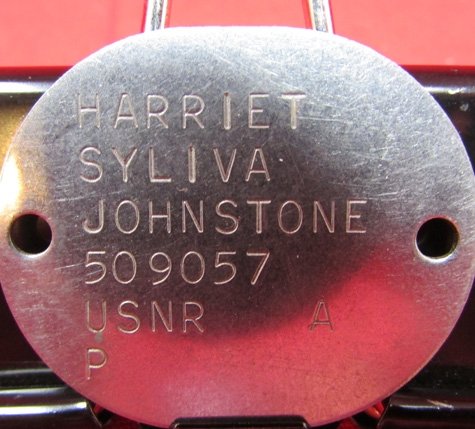 HARRIET
SYLIVA
JOHNSTONE
509057
USNR A
P